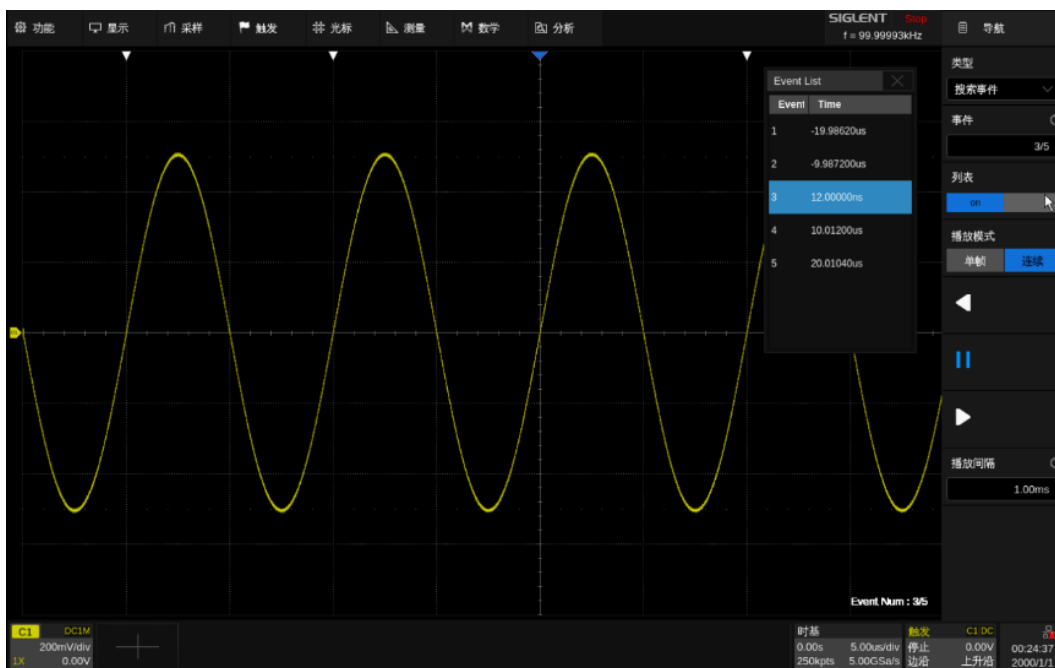 功能 显示 采样 触发 光标 测量 数学 分析
SIGLENT Stop
f = 99.99993kHz
导航
类型
搜索事件
事件
3/5
列表
on
播放模式
单帧 连续
播放间隔
1.00ms
Event List
Event Time
1 -19.98620us
2 -9.987200us
3 12.00000ns
4 10.01200us
5 20.01040us
Event Num : 3/5
C1 DC1M
200mV/div
1X 0.00V
时基
0.00s 5.00us/div
250kpts 5.00GSa/s
触发 C1 DC
停止 0.00V
边沿 上升沿
00:24:37
2000/1/1